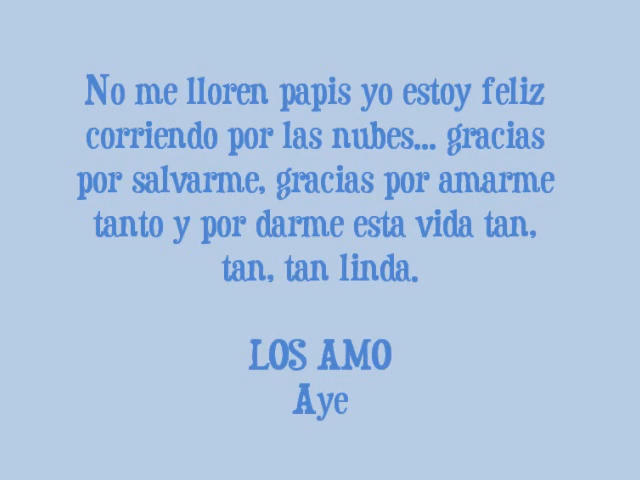 No me lloren papis yo estoy feliz
corriendo por las nubes... gracias
por salvarme, gracias por amarme
tanto y por darme esta vida tan,
tan, tan linda.
LOS AMO
Aye